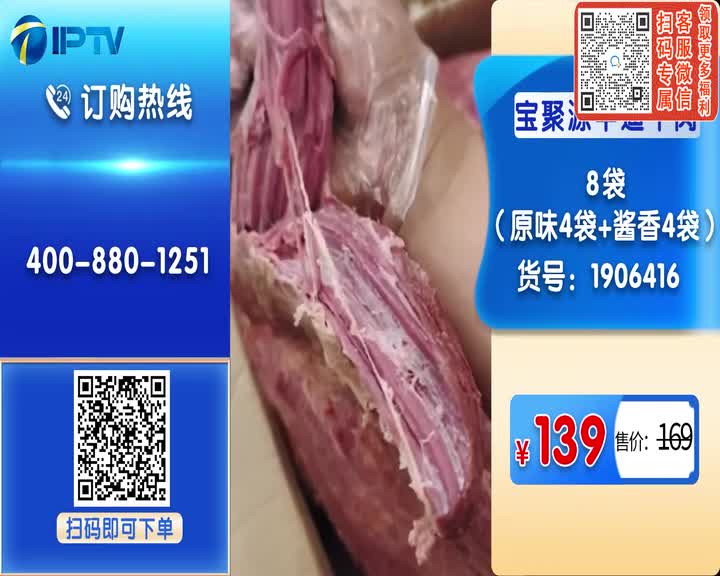 IPTV
24
订购热线
400-880-1251
扫码即可下单
领取更多福利
客服微信
扫码专属
宝聚源
8袋
（原味4袋+酱香4袋）
货号：1906416
¥139
售价：169